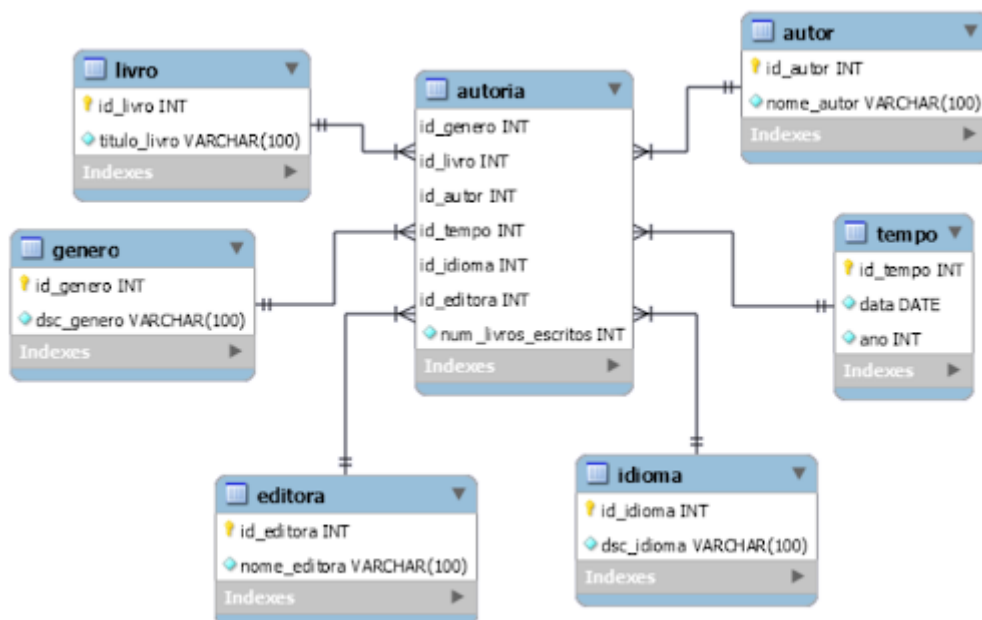 livro
id_livro INT
titulo_livro VARCHAR(100)
Indexes
autoria
id_genero INT
id_livro INT
id_autor INT
id_tempo INT
id_idioma INT
id_editora INT
num_livros_escritos INT
Indexes
autor
id_autor INT
nome_autor VARCHAR(100)
Indexes
genero
id_genero INT
dsc_genero VARCHAR(100)
Indexes
tempo
id_tempo INT
data DATE
ano INT
Indexes
editora
id_editora INT
nome_editora VARCHAR(100)
Indexes
idioma
id_idioma INT
dsc_idioma VARCHAR(100)
Indexes